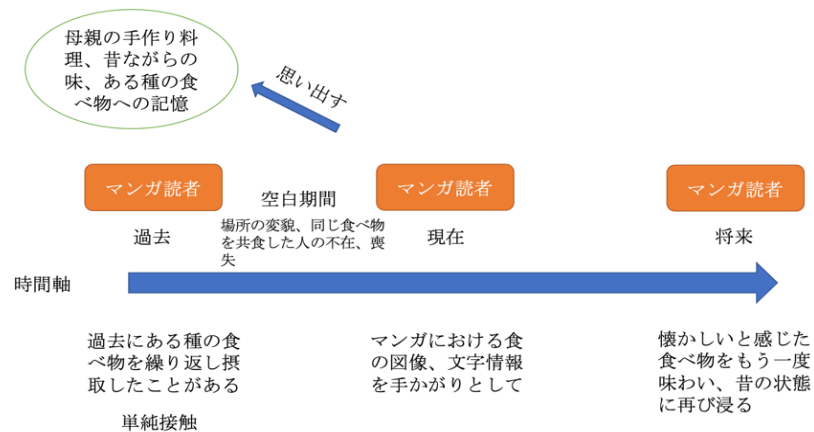 母親の手作り料
理、昔ながらの
味、ある種の食
べ物への記憶
思い出す
マンガ読者
マンガ読者
マンガ読者
過去
空白期間
場所の変貌、同じ食べ物
を共食した人の不在、喪
失
現在
将来
時間軸
過去にある種の食
べ物を繰り返し摂
取したことがある
単純接触
マンガにおける食
の図像、文字情報
を手かがりとして
懐かしいと感じた
食べ物をもう一度
味わい、昔の状態
に再び浸る